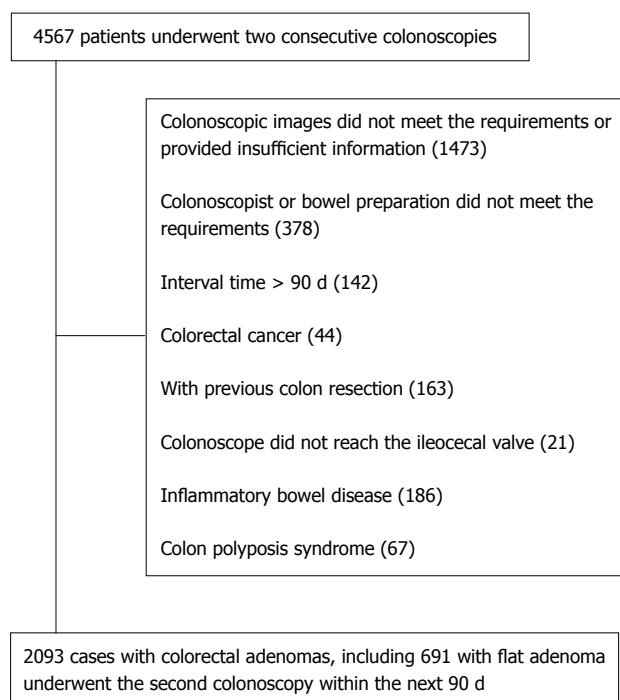 4567 patients underwent two consecutive colonoscopies
Colonoscopic images did not meet the requirements or
provided insufficient information (1473)
Colonoscopist or bowel preparation did not meet the
requirements (378)
Interval time > 90 d (142)
Colorectal cancer (44)
With previous colon resection (163)
Colonoscope did not reach the ileocecal valve (21)
Inflammatory bowel disease (186)
Colon polyposis syndrome (67)
2093 cases with colorectal adenomas, including 691 with flat adenoma
underwent the second colonoscopy within the next 90 d